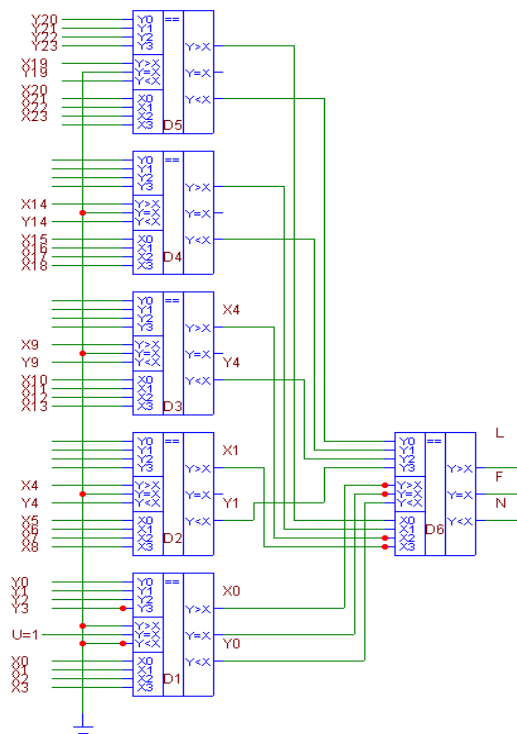 Y20 Y0 ==
Y21 Y1
Y22 Y2
Y23 Y3 Y>X
X19 Y>X
Y19 Y=X Y=X
Y<X
X20
X21 X0 Y<X
X22 X1
X23 X2
X3 D5
Y0 ==
Y1
Y2
Y3 Y>X
X14 Y>X
Y=X Y=X
Y14 Y<X
X15 X0 Y<X
X16 X1
X17 X2 D4
X18 X3
Y0 ==
Y1
Y2 X4
Y3 Y>X
X9 Y>X
Y=X Y=X
Y9 Y<X Y4
X10 X0 Y<X
X11 X1
X12 X2
X13 X3 D3
Y0 ==
Y1
Y2 X1
Y3 Y>X
X4 Y>X
Y=X Y=X
Y4 Y<X Y1
X5 X0 Y<X
X6 X1
X7 X2 D2
X8 X3
L
Y0 ==
Y1
Y2
Y3 Y>X
F
Y>X
Y=X Y=X
Y<X N
X0 Y<X
X1 D6
X2
X3
Y0 Y0 ==
Y1 Y1
Y2 Y2 X0
Y3 Y3 Y>X
Y>X
U=1 Y=X Y=X
Y<X Y0
X0 X0 Y<X
X1 X1
X2 X2 D1
X3 X3